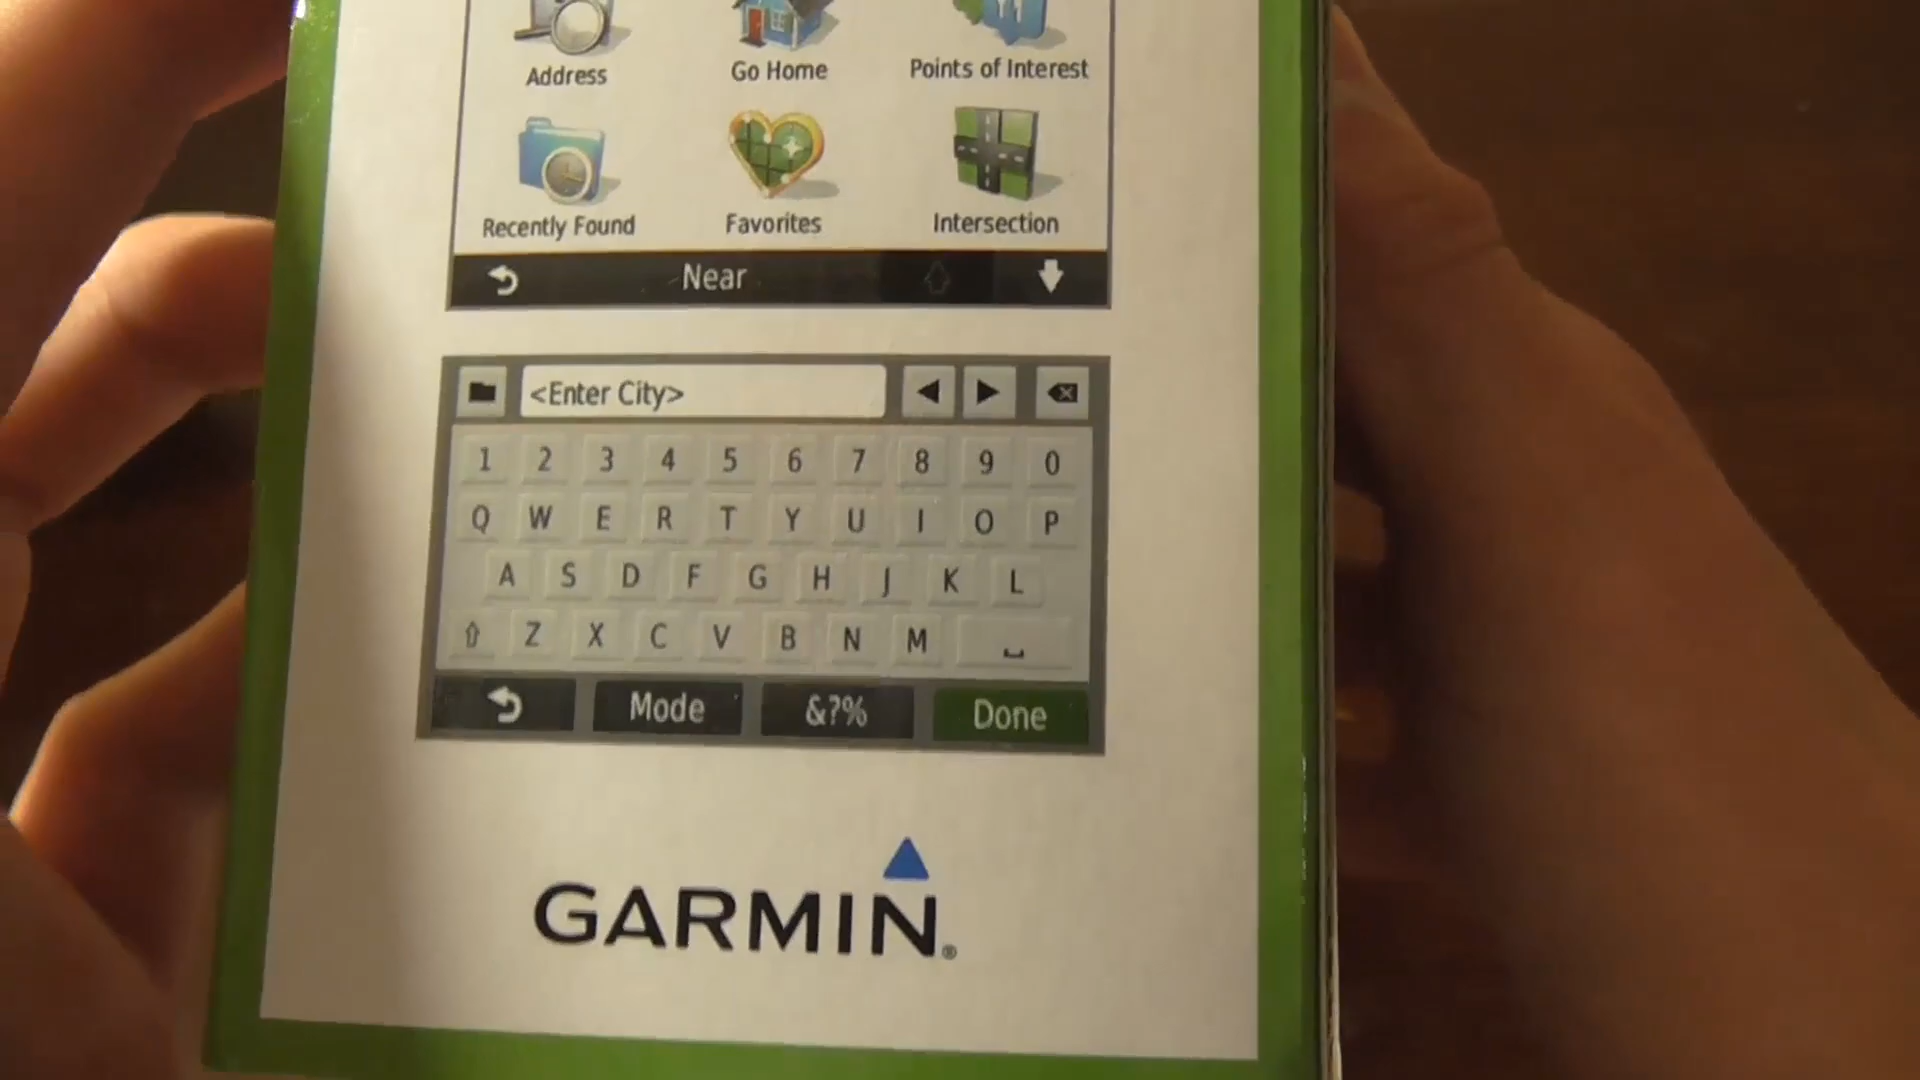 Address Go Home Points of Interest
Recently Found Favorites Intersection
Near
<Enter City>
1 2 3 4 5 6 7 8 9 0
Q W E R T Y U I O P
A S D F G H J K L
Z X C V B N M
Mode &?% Done
GARMIN®